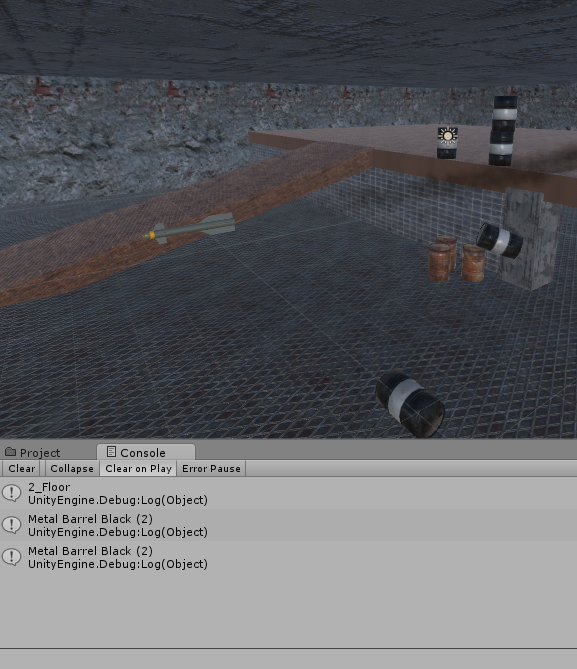 Project
Console
Clear
Collapse
Clear on Play
Error Pause
2_Floor
UnityEngine.Debug:Log(Object)
Metal Barrel Black (2)
UnityEngine.Debug:Log(Object)
Metal Barrel Black (2)
UnityEngine.Debug:Log(Object)